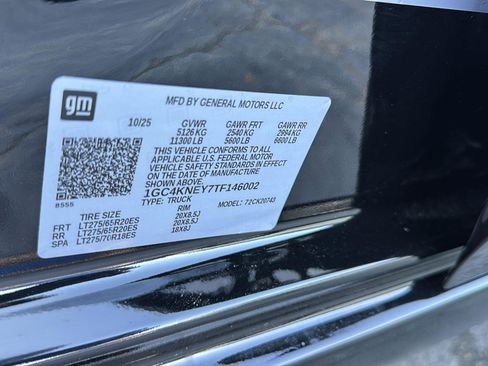 gm
MFD BY GENERAL MOTORS LLC
10/25 GVWR GAWR FRT GAWR RR
5126 KG 2540 KG 2994 KG
11300 LB 5600 LB 6600 LB
THIS VEHICLE CONFORMS TO ALL
APPLICABLE U.S. FEDERAL MOTOR
VEHICLE SAFETY STANDARDS IN
EFFECT ON THE DATE OF
MANUFACTURE SHOWN ABOVE.
1GC4KNEY7TF146002
TYPE: TRUCK MODEL: 72CK20743
8555
TIRE SIZE RIM
FRT LT275/65R20ES 20X8.5J
RR LT275/65R20ES 20X8.5J
SPA LT275/70R18ES 18X8J